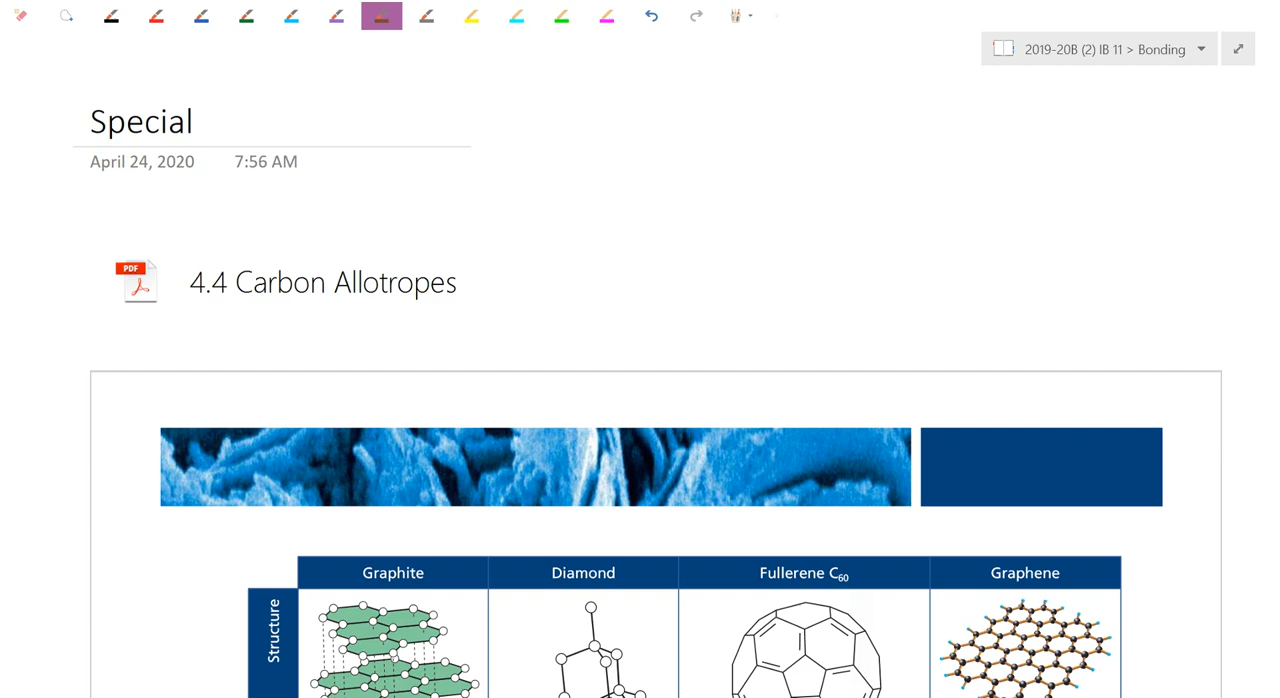 2019-20B (2) IB 11 > Bonding
Special
April 24, 2020 7:56 AM
PDF
4.4 Carbon Allotropes
Graphite Diamond Fullerene C₆₀ Graphene
Structure